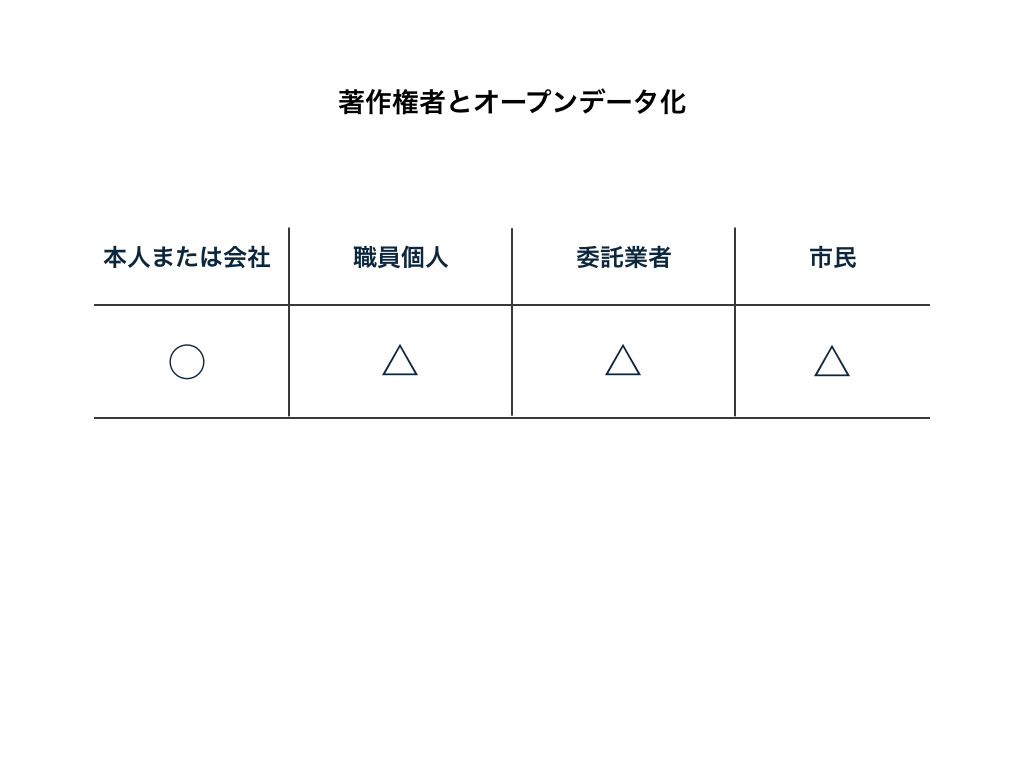 著作権者とオープンデータ化
本人または会社 職員個人 委託業者 市民
○ △ △ △